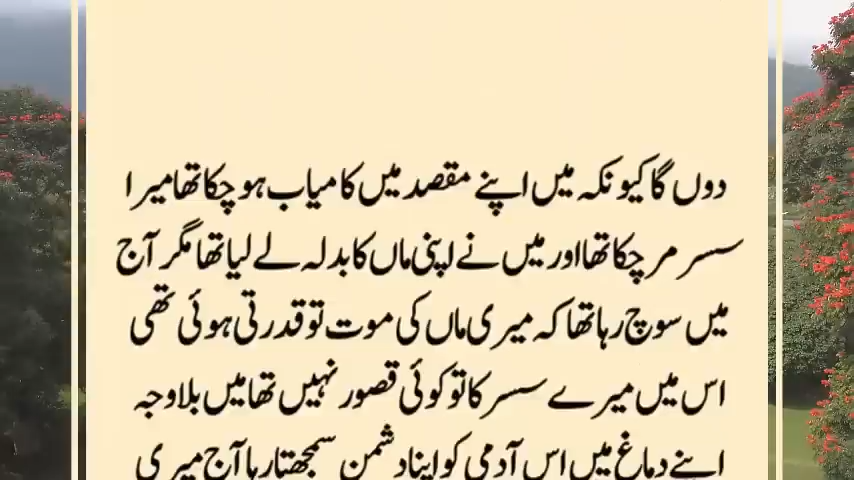 دوں گا کیونکہ میں اپنے مقصد میں کامیاب ہو چکا تھا میرا
سسر مر چکا تھا اور میں نے اپنی ماں کا بدلہ لے لیا تھا مگر آج
میں سوچ رہا تھا کہ میری ماں کی موت تو قدرتی ہوئی تھی
اس میں میرے سسر کا تو کوئی قصور نہیں تھا میں بلاوجہ
اپنے دماغ میں اس آدمی کو اپنا دشمن سمجھتا رہا آج میری